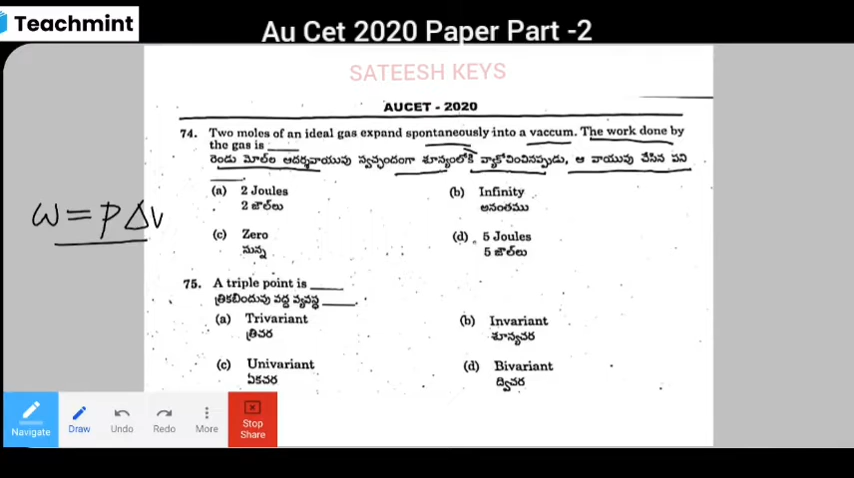 Teachmint
Au Cet 2020 Paper Part -2
SATEESH KEYS
AUCET - 2020
74. Two moles of an ideal gas expand spontaneously into a vaccum. The work done by
the gas is ____
రెండు మోల్‌ల ఆదర్శవాయువు స్వచ్ఛందంగా శూన్యంలోకి వ్యాకోచించినప్పుడు, ఆ వాయువు చేసిన పని
____
(a) 2 Joules
2 జౌల్‌లు
(b) Infinity
అనంతము
(c) Zero
సున్న
(d) 5 Joules
5 జౌల్‌లు
ω = P ΔV
75. A triple point is ____
త్రికబిందువు వద్ద వ్యవస్థ ____
(a) Trivariant
త్రిచర
(b) Invariant
శూన్యచర
(c) Univariant
ఏకచర
(d) Bivariant
ద్విచర
Navigate
Draw
Undo
Redo
More
Stop
Share